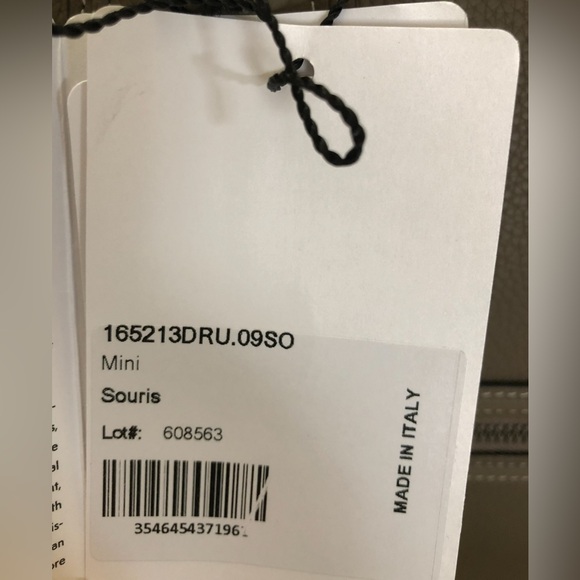 165213DRU.09SO
Mini
Souris
Lot#: 608563
MADE IN ITALY